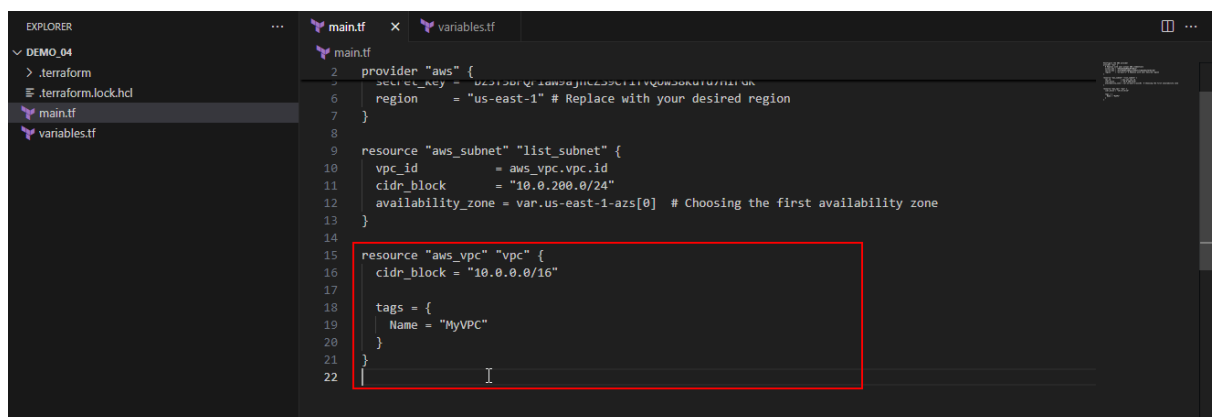 EXPLORER ...
DEMO_04
.terraform
.terraform.lock.hcl
main.tf
variables.tf
main.tf variables.tf ...
main.tf
2 provider "aws" {
6 region = "us-east-1" # Replace with your desired region
7 }
8
9 resource "aws_subnet" "list_subnet" {
10 vpc_id = aws_vpc.vpc.id
11 cidr_block = "10.0.200.0/24"
12 availability_zone = var.us-east-1-azs[0] # Choosing the first availability zone
13 }
14
15 resource "aws_vpc" "vpc" {
16 cidr_block = "10.0.0.0/16"
17
18 tags = {
19 Name = "MyVPC"
20 }
21 }
22